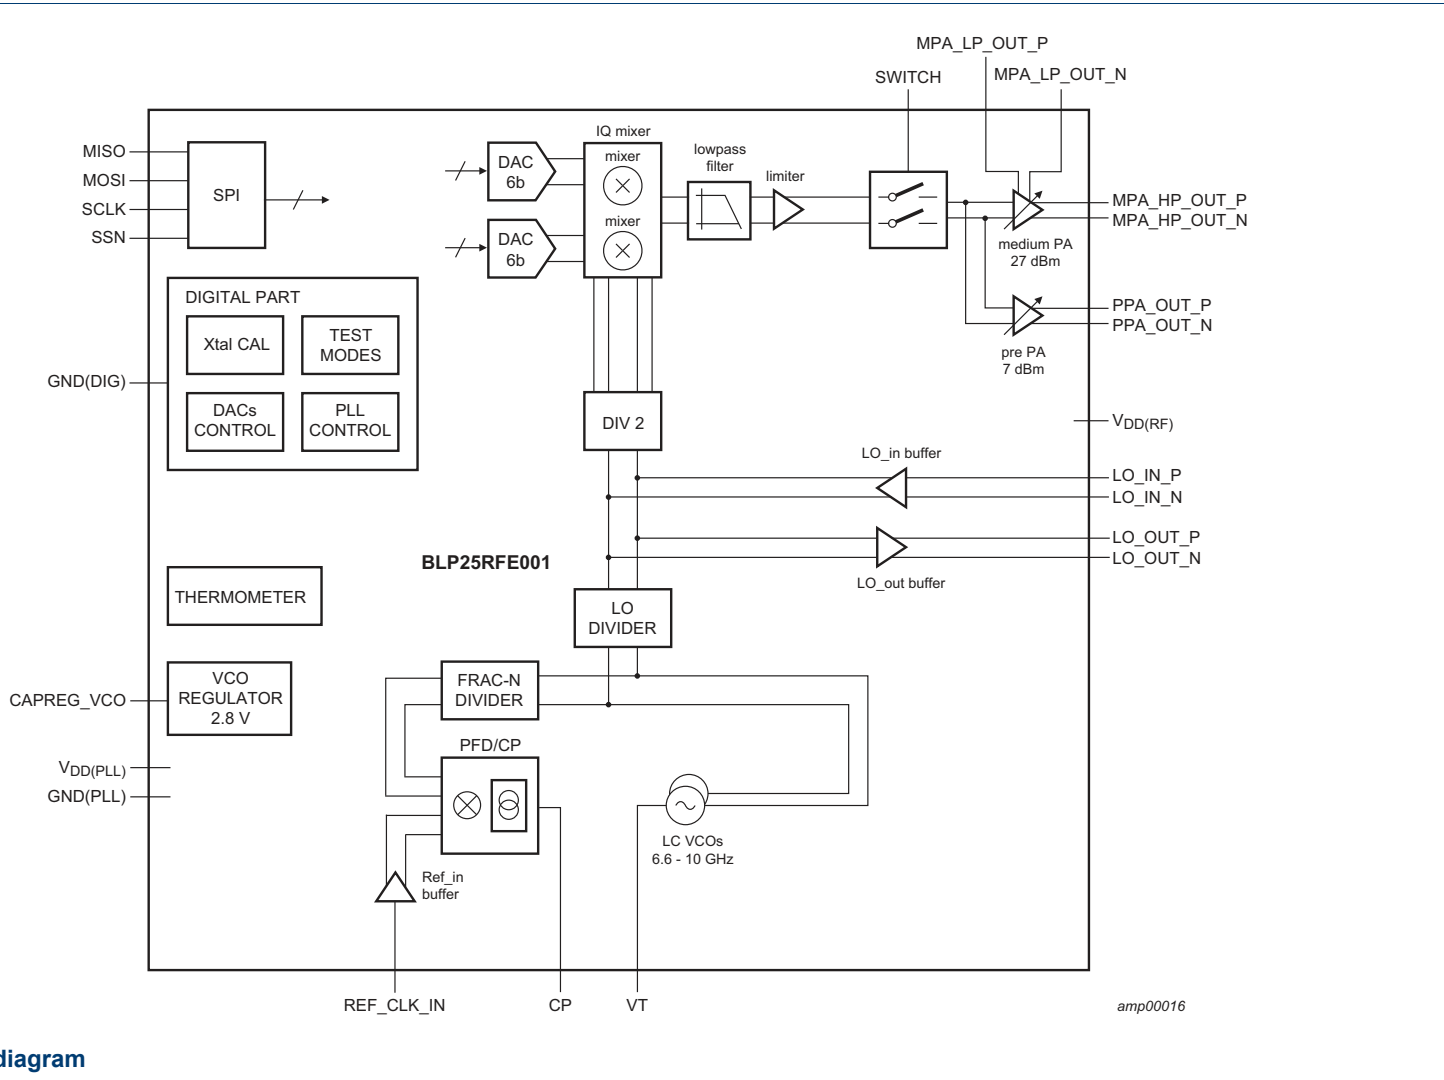 MPA_LP_OUT_P
SWITCH
MPA_LP_OUT_N
MISO
MOSI
SCLK
SSN
SPI
DAC
6b
DAC
6b
IQ mixer
mixer
mixer
lowpass
filter
limiter
MPA_HP_OUT_P
MPA_HP_OUT_N
medium PA
27 dBm
PPA_OUT_P
PPA_OUT_N
pre PA
7 dBm
DIGITAL PART
Xtal CAL
TEST
MODES
DACs
CONTROL
PLL
CONTROL
GND(DIG)
DIV 2
VDD(RF)
LO_in buffer
LO_IN_P
LO_IN_N
LO_OUT_P
LO_OUT_N
LO_out buffer
BLP25RFE001
THERMOMETER
LO
DIVIDER
CAPREG_VCO
VCO
REGULATOR
2.8 V
FRAC-N
DIVIDER
PFD/CP
VDD(PLL)
GND(PLL)
LC VCOs
6.6 - 10 GHz
Ref_in
buffer
REF_CLK_IN
CP
VT
amp00016
diagram